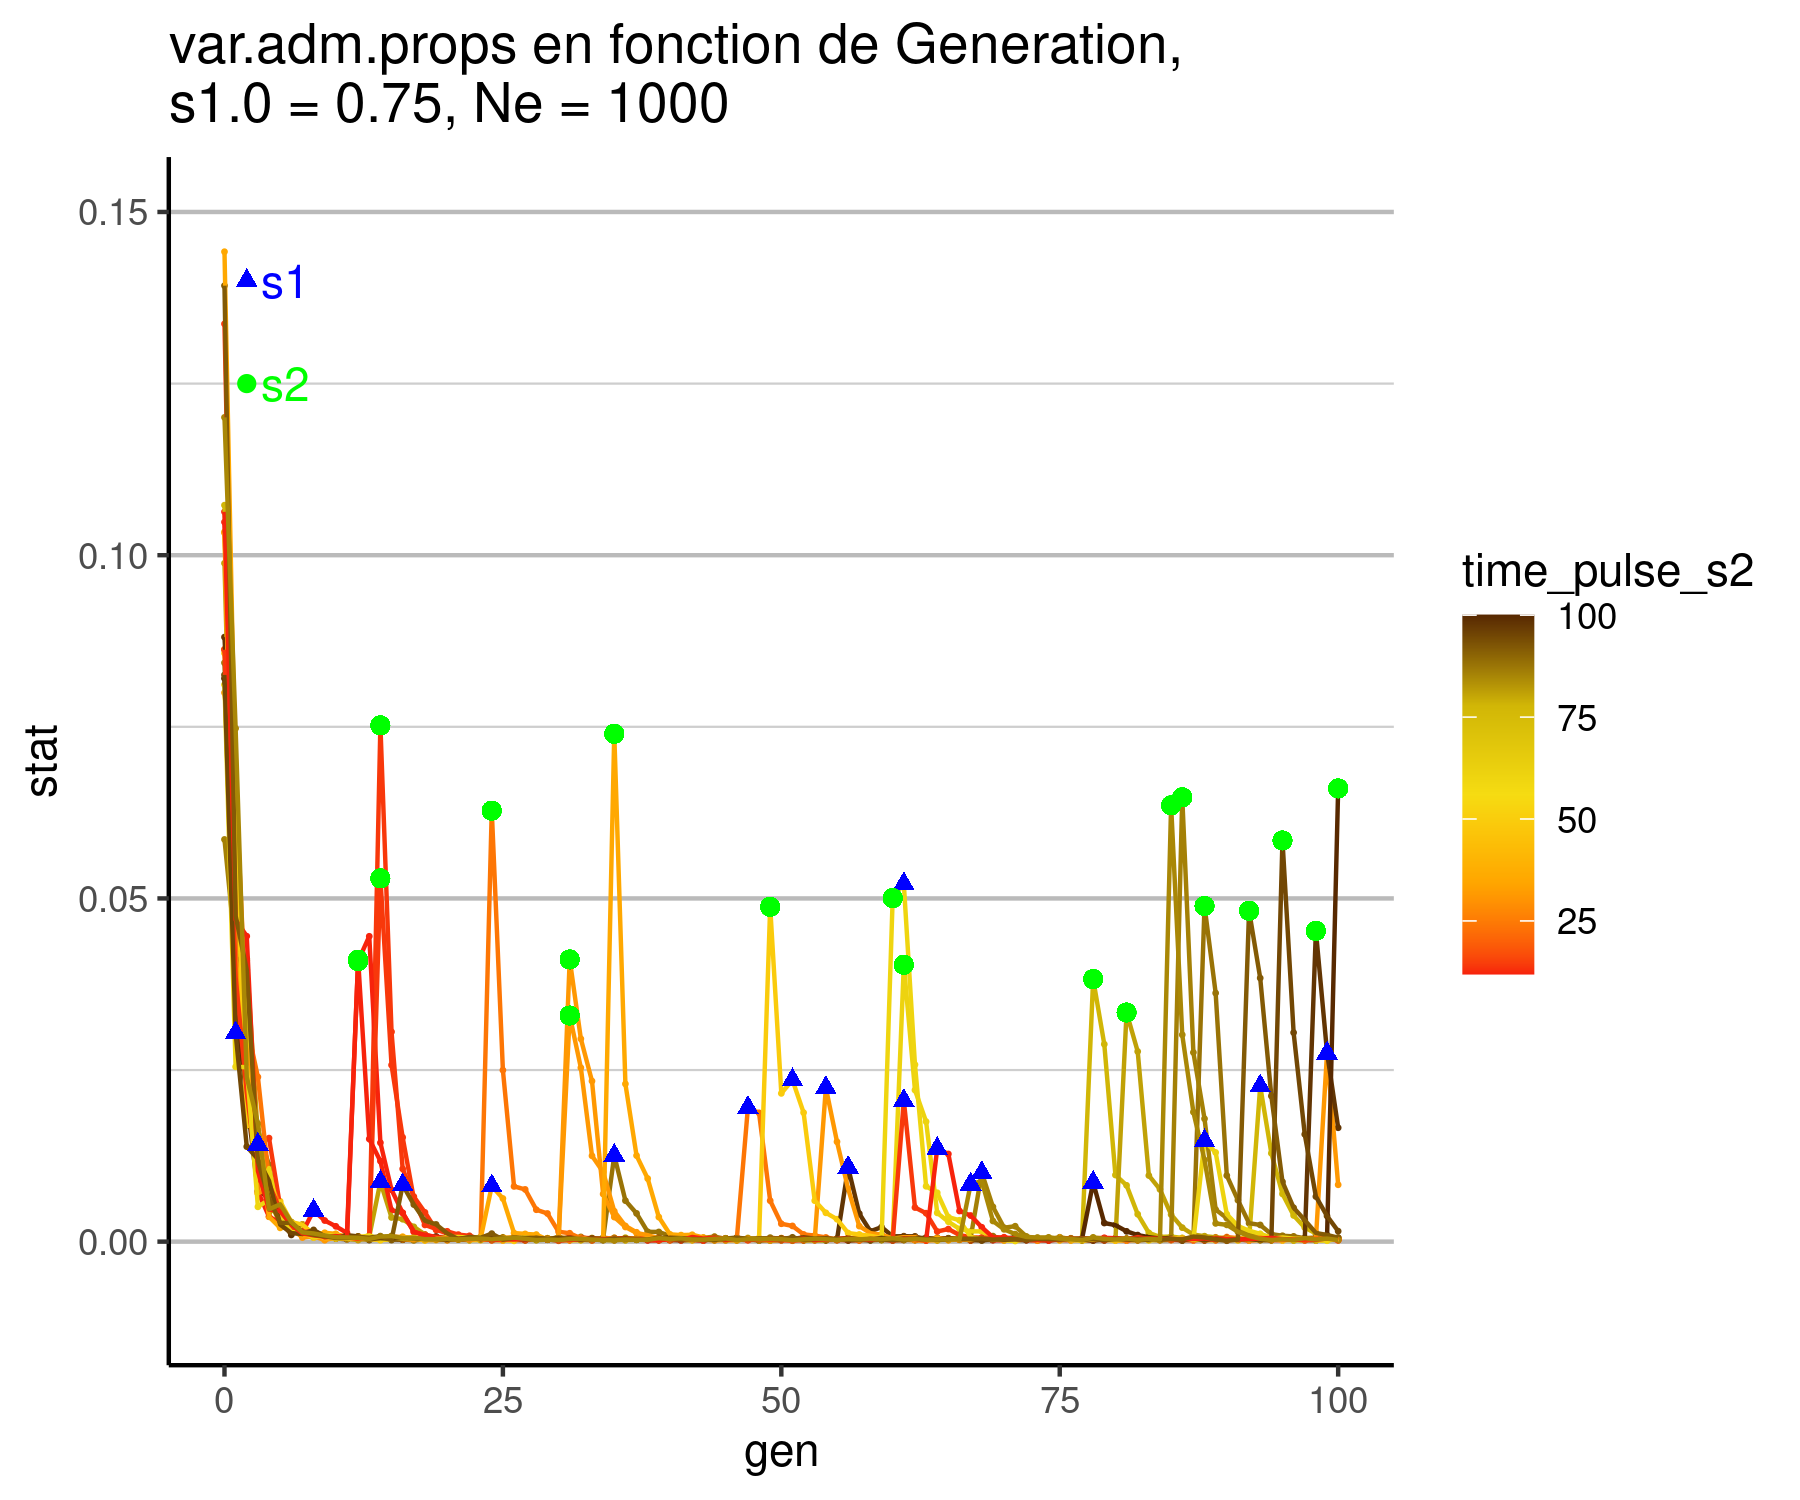 var.adm.props en fonction de Generation,
s1.0 = 0.75, Ne = 1000
0.15
s1
s2
0.10
0.05
0.00
stat
0
25
50
75
100
gen
time_pulse_s2
100
75
50
25